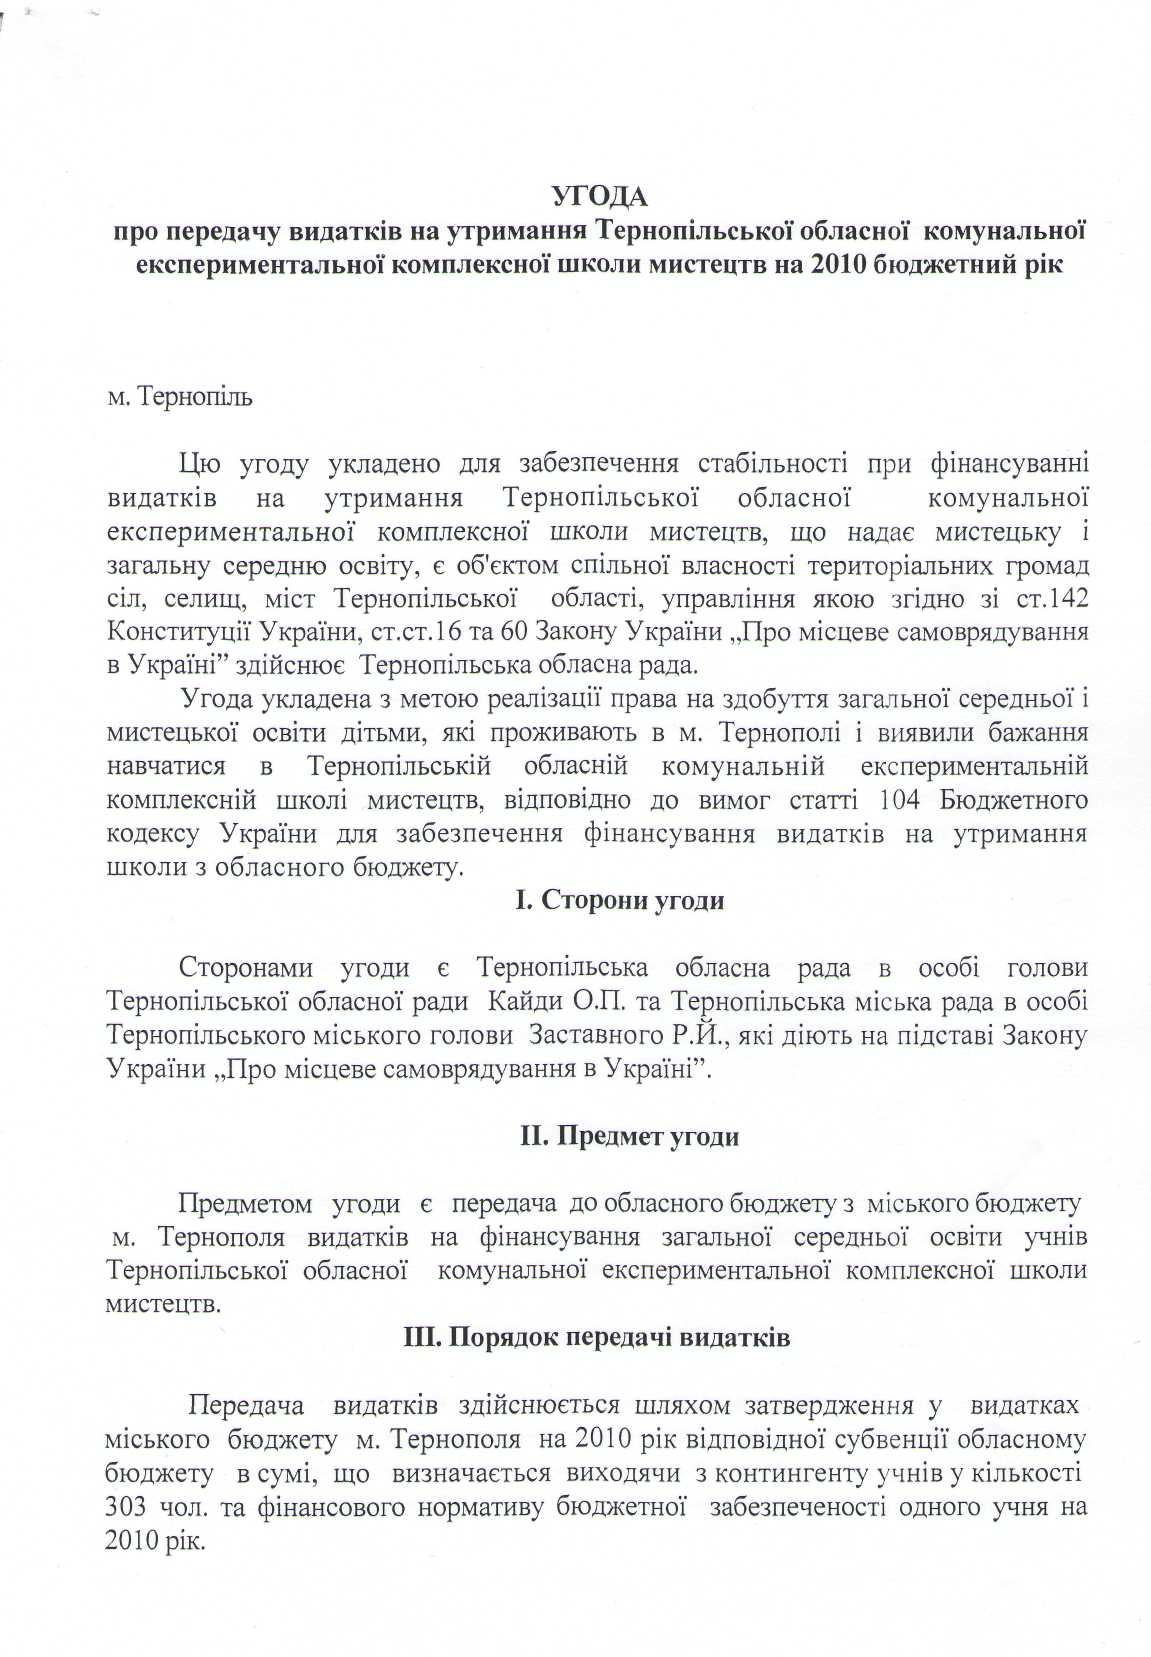 УГОДА
про передачу видатків на утримання Тернопільської обласної комунальної
експериментальної комплексної школи мистецтв на 2010 бюджетний рік
м. Тернопіль
Цю угоду укладено для забезпечення стабільності при фінансуванні
видатків на утримання Тернопільської обласної комунальної
експериментальної комплексної школи мистецтв, що надає мистецьку і
загальну середню освіту, є об'єктом спільної власності територіальних громад
сіл, селищ, міст Тернопільської області, управління якою згідно зі ст.142
Конституції України, ст.ст.16 та 60 Закону України „Про місцеве самоврядування
в Україні” здійснює Тернопільська обласна рада.
Угода укладена з метою реалізації права на здобуття загальної середньої і
мистецької освіти дітьми, які проживають в м. Тернополі і виявили бажання
навчатися в Тернопільській обласній комунальній експериментальній
комплексній школі мистецтв, відповідно до вимог статті 104 Бюджетного
кодексу України для забезпечення фінансування видатків на утримання
школи з обласного бюджету.
І. Сторони угоди
Сторонами угоди є Тернопільська обласна рада в особі голови
Тернопільської обласної ради Кайди О.П. та Тернопільська міська рада в особі
Тернопільського міського голови Заставного Р.Й., які діють на підставі Закону
України „Про місцеве самоврядування в Україні”.
ІІ. Предмет угоди
Предметом угоди є передача до обласного бюджету з міського бюджету
м. Тернополя видатків на фінансування загальної середньої освіти учнів
Тернопільської обласної комунальної експериментальної комплексної школи
мистецтв.
ІІІ. Порядок передачі видатків
Передача видатків здійснюється шляхом затвердження у видатках
міського бюджету м. Тернополя на 2010 рік відповідної субвенції обласному
бюджету в сумі, що визначається виходячи з контингенту учнів у кількості
303 чол. та фінансового нормативу бюджетної забезпеченості одного учня на
2010 рік.